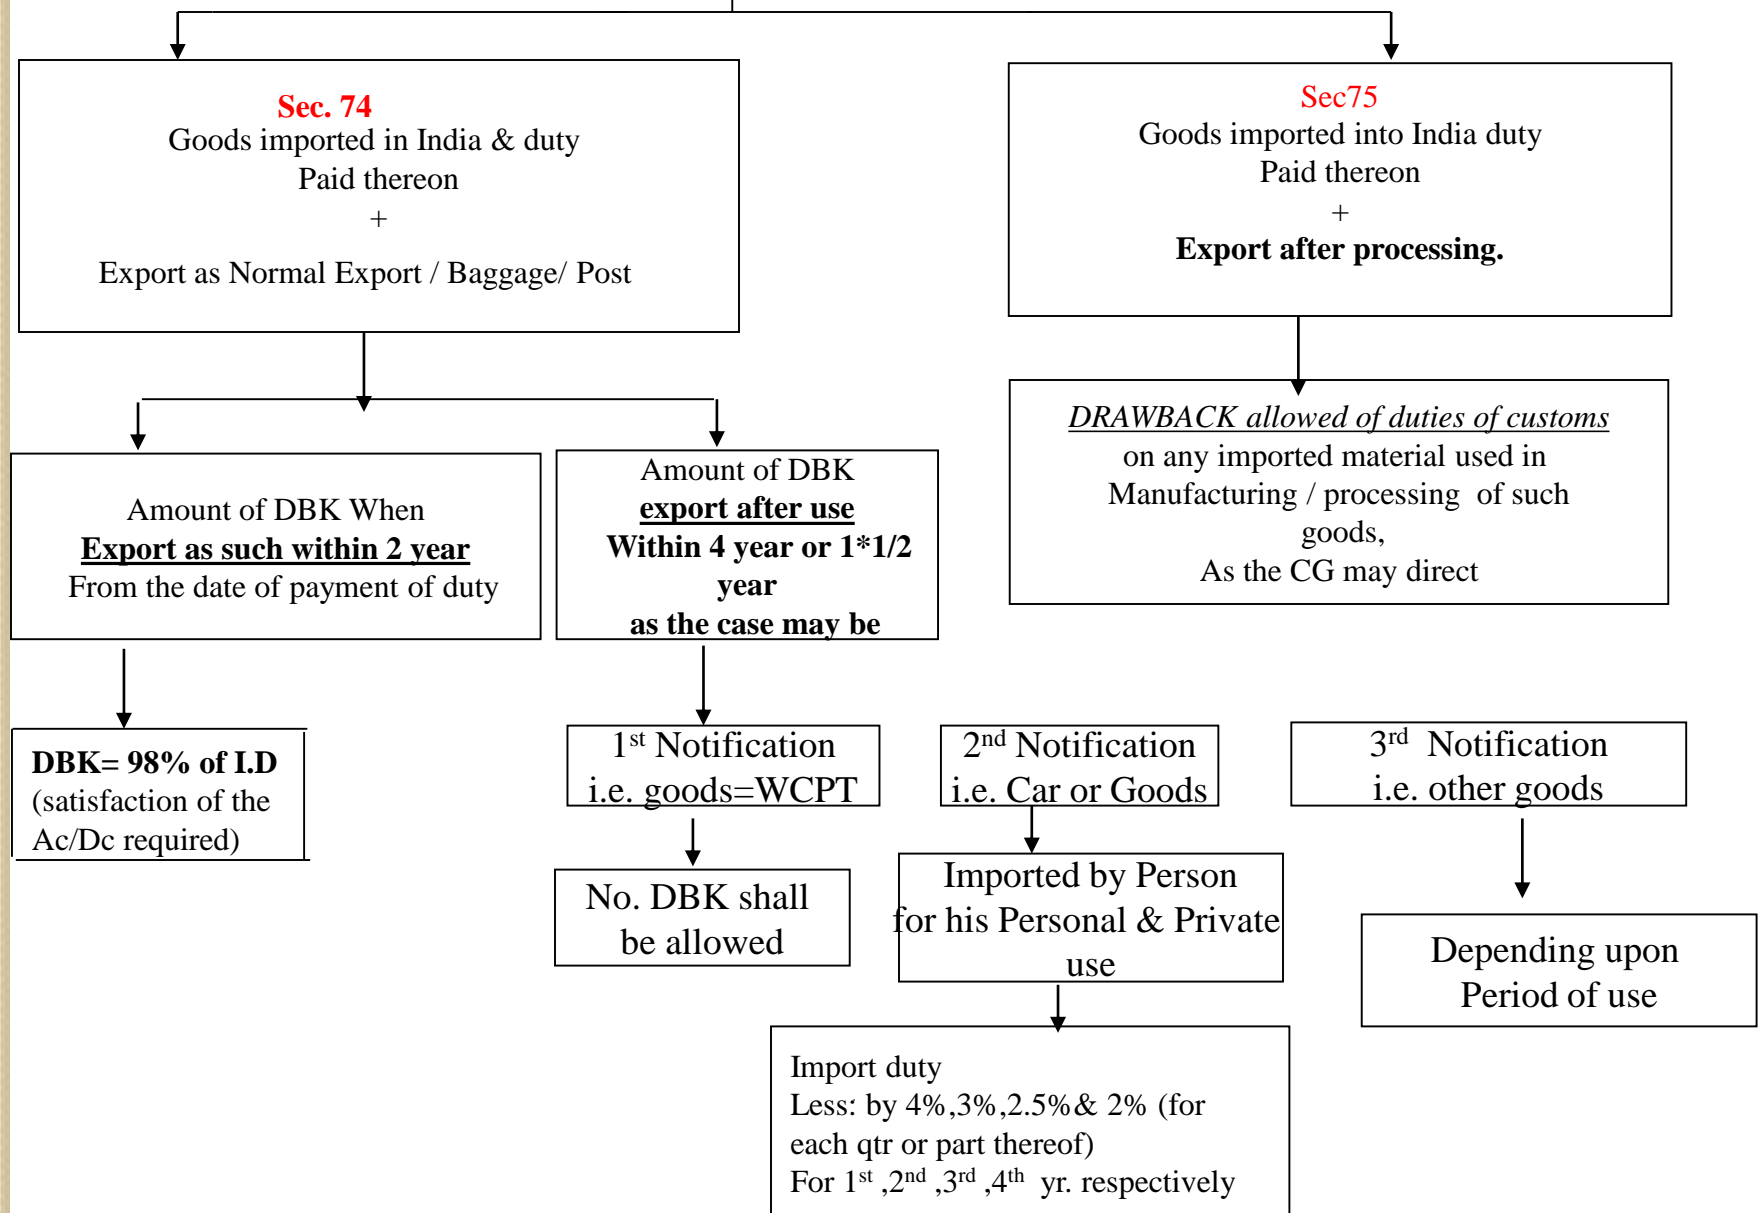 Sec. 74
Goods imported in India & duty
Paid thereon
+
Export as Normal Export / Baggage/ Post
Sec75
Goods imported into India duty
Paid thereon
+
Export after processing.
DRAWBACK allowed of duties of customs
on any imported material used in
Manufacturing / processing of such
goods,
As the CG may direct
Amount of DBK When
Export as such within 2 year
From the date of payment of duty
Amount of DBK
export after use
Within 4 year or 1*1/2
year
as the case may be
DBK= 98% of I.D
(satisfaction of the
Ac/Dc required)
1st Notification
i.e. goods=WCPT
2nd Notification
i.e. Car or Goods
3rd Notification
i.e. other goods
No. DBK shall
be allowed
Imported by Person
for his Personal & Private
use
Depending upon
Period of use
Import duty
Less: by 4%,3%,2.5%& 2% (for
each qtr or part thereof)
For 1st ,2nd ,3rd ,4th yr. respectively